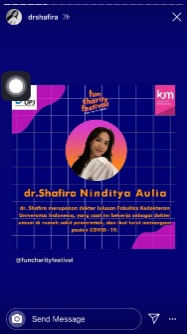 drshafira 7h
UPJ
fun
charity
festival
kom
dr.Shafira Ninditya Aulia
dr. Shafira merupakan dokter lulusan Fakultas Kedokteran
Universitas Indonesia, yang saat ini bekerja sebagai dokter
umum di rumah sakit pemerintah, dan ikut turut menangani
pasien COVID- 19.
@funcharityfestival
Send Message